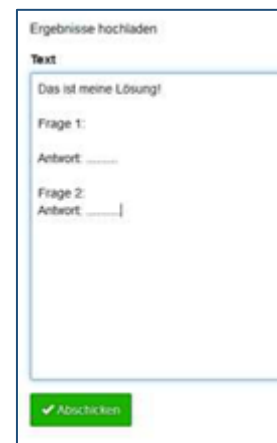 Ergebnisse hochladen
Text
Das ist meine Lösung!
Frage 1:
Antwort: .........
Frage 2:
Antwort: .........
Abschicken